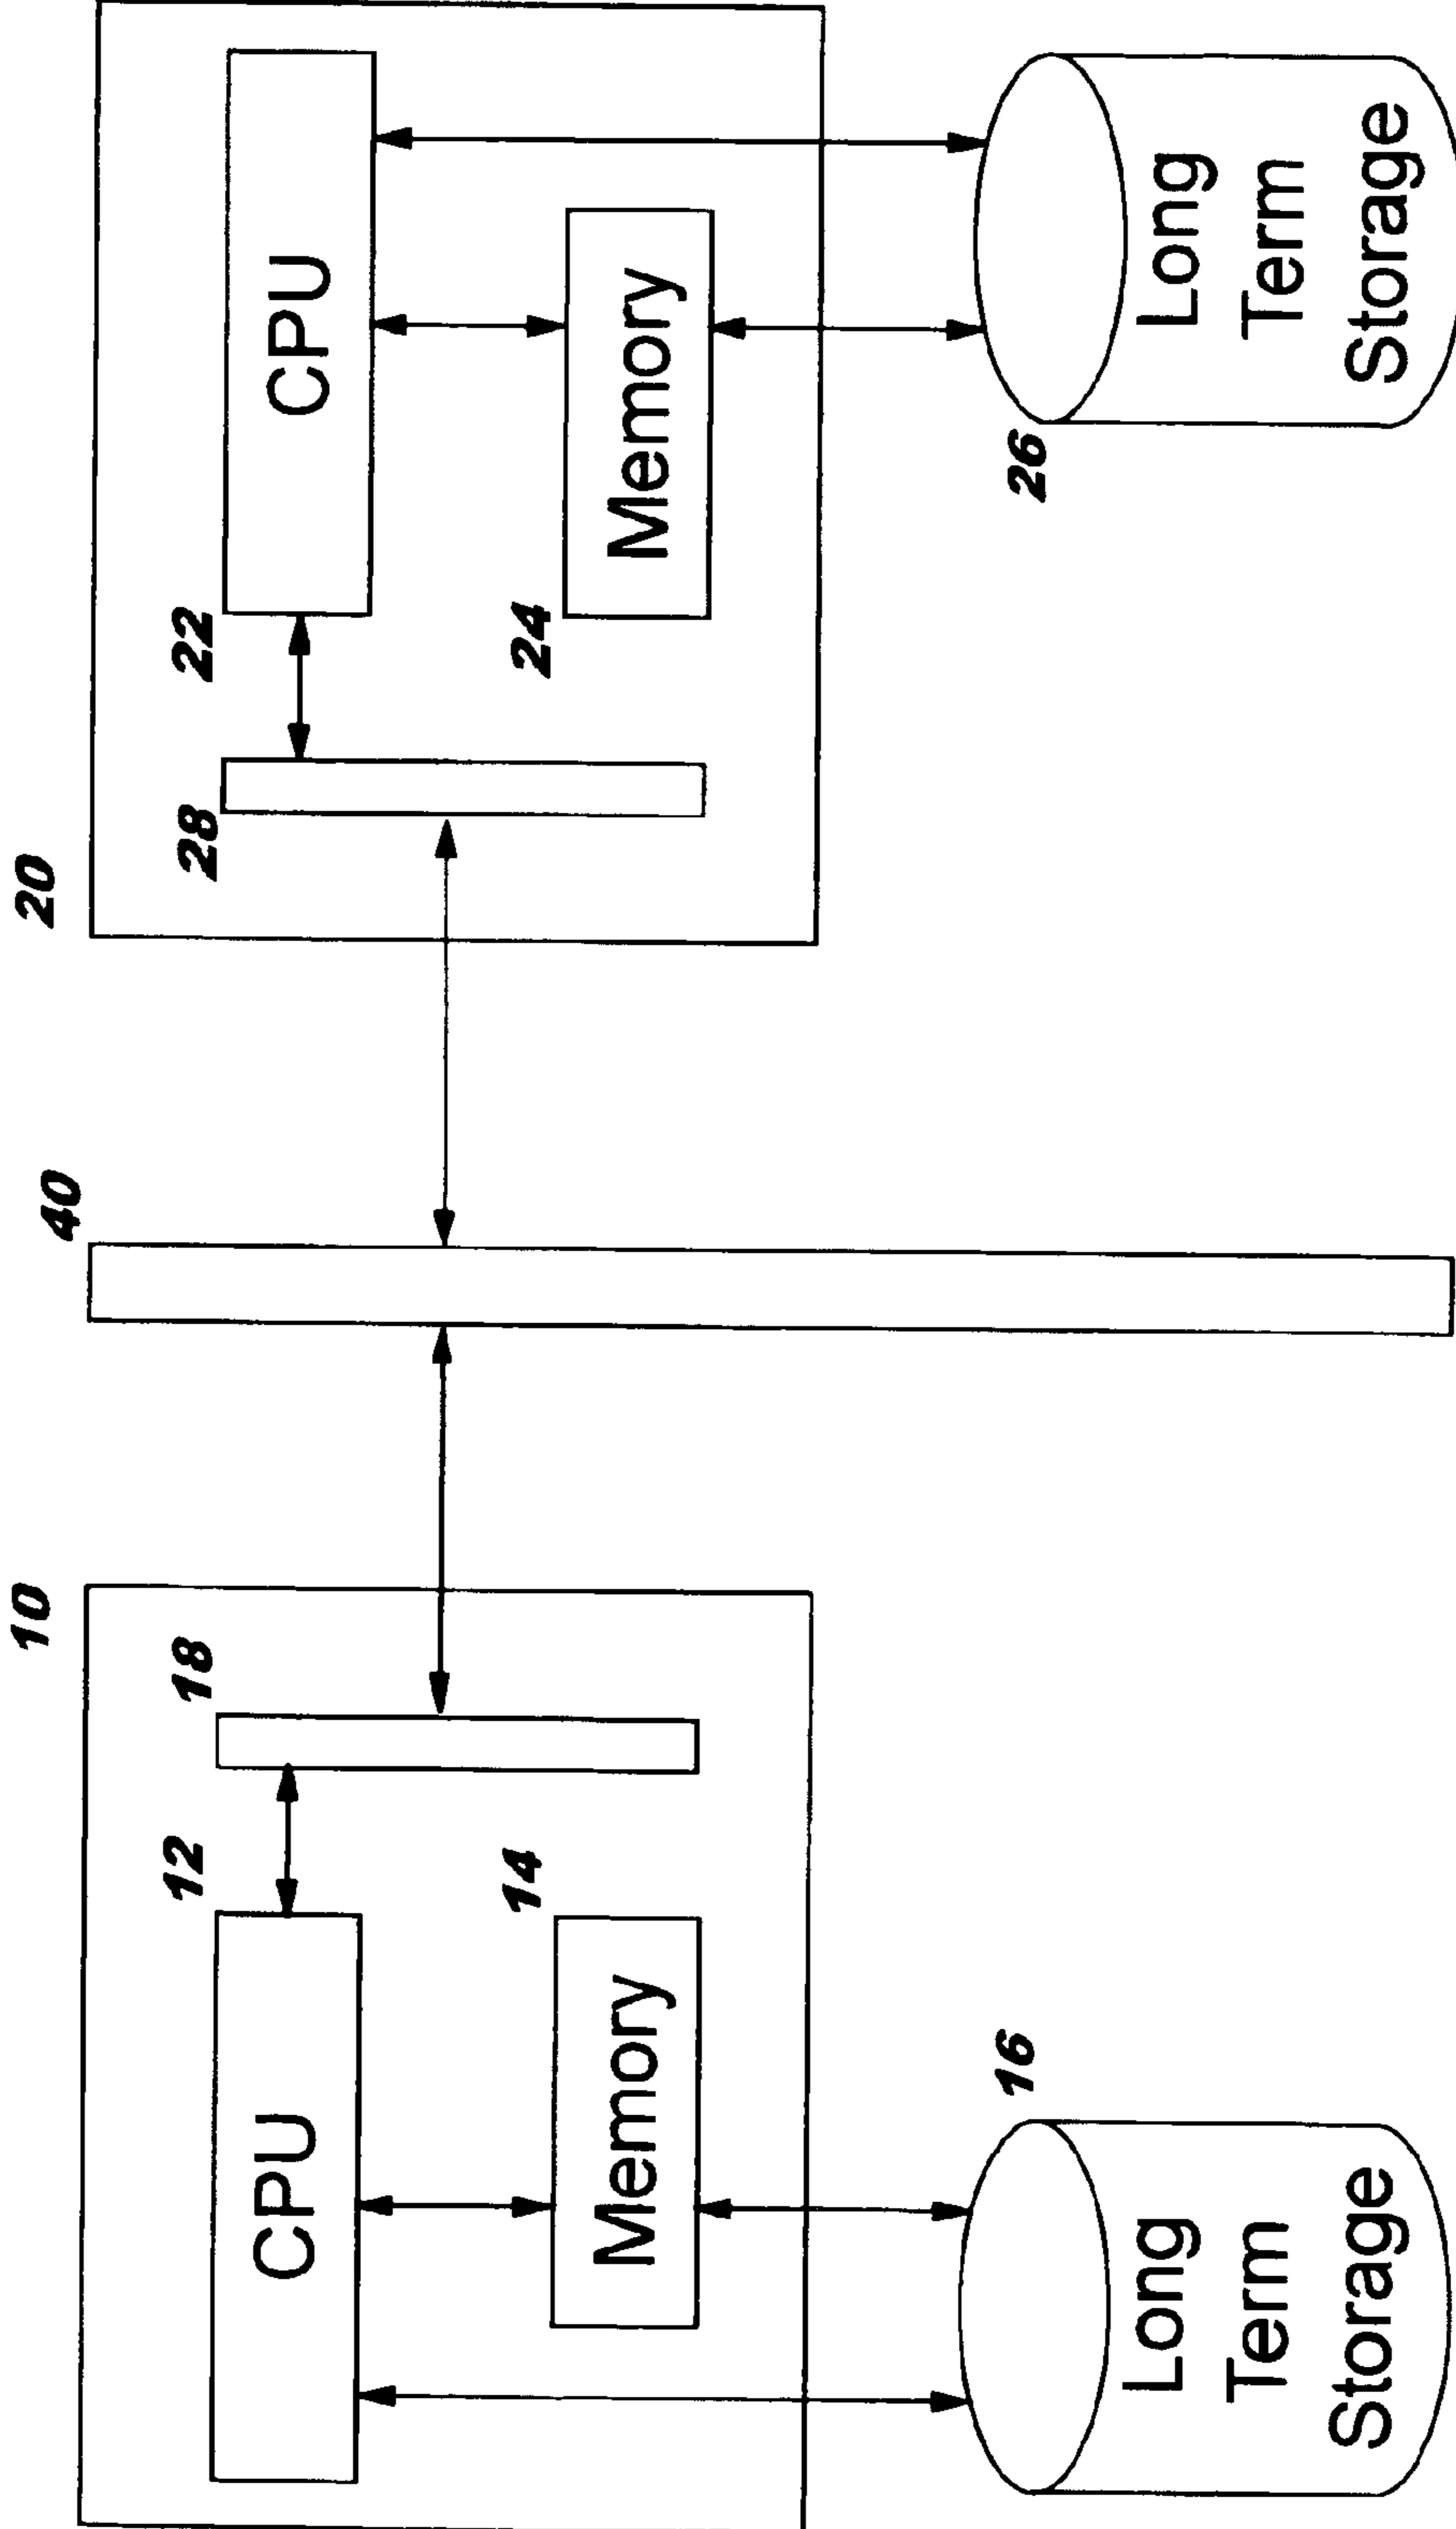 10
12
CPU
18
14
Memory
16
Long
Term
Storage
40
20
22
CPU
28
24
Memory
26
Long
Term
Storage